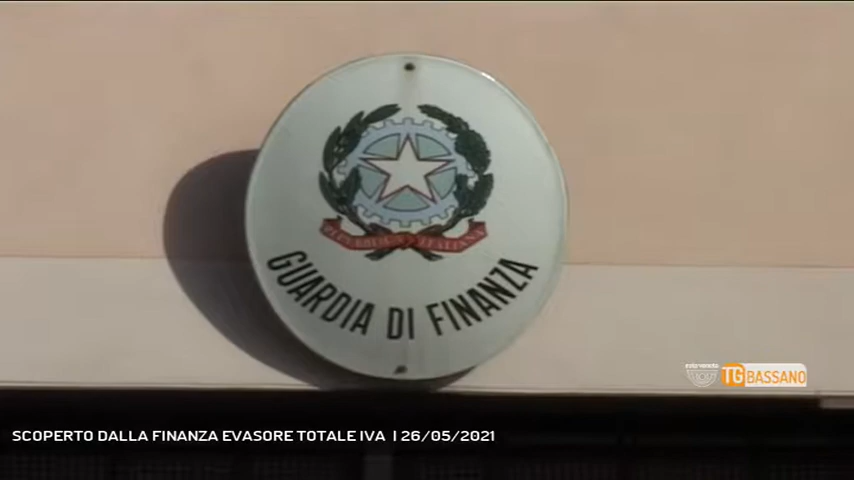 REPUBBLICA ITALIANA
GUARDIA DI FINANZA
TG BASSANO
SCOPERTO DALLA FINANZA EVASORE TOTALE IVA | 26/05/2021